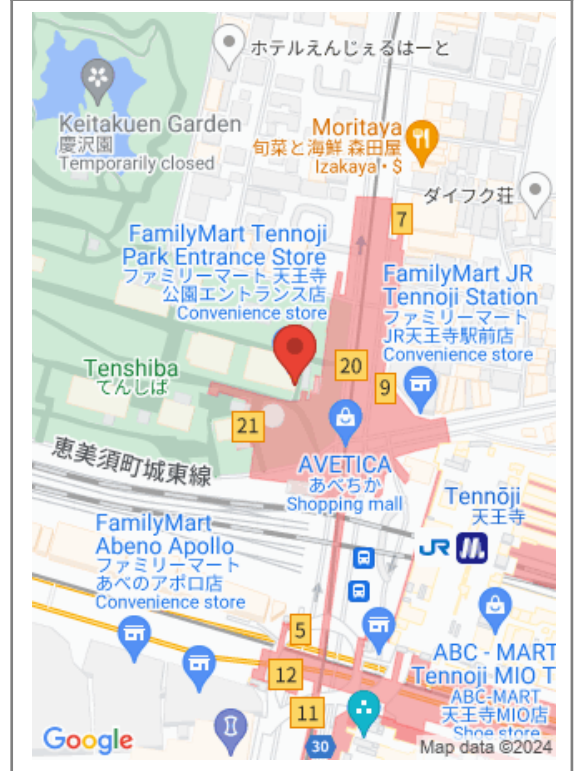 ホテルえんじぇるはーと
Keitakuen Garden
慶沢園
Temporarily closed
Moritaya
旬菜と海鮮 森田屋
Izakaya・$
ダイフク荘
7
FamilyMart Tennoji
Park Entrance Store
ファミリーマート 天王寺
公園エントランス店
Convenience store
FamilyMart JR
Tennoji Station
ファミリーマート
JR天王寺駅前店
Convenience store
Tenshiba
てんしば
20
9
21
恵美須町城東線
AVETICA
あべちか
Shopping mall
Tennōji
天王寺
JR
FamilyMart
Abeno Apollo
ファミリーマート
あべのアポロ店
Convenience store
5
12
11
30
ABC - MART
Tennoji MIO T
ABC-MART
天王寺MIO店
Shoe store
Google
Map data ©2024